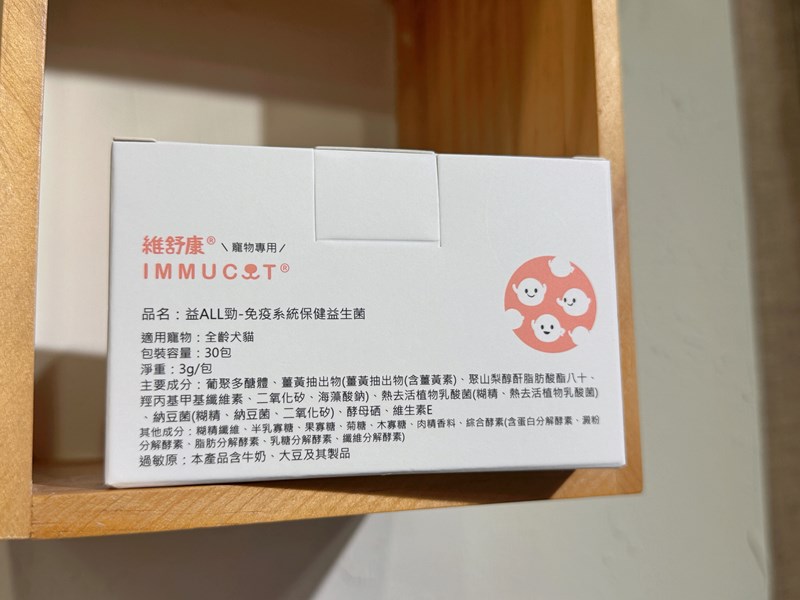 維舒康® \ 寵物專用 /
IMMUCAT®
品名：益ALL勁-免疫系統保健益生菌
適用寵物：全齡犬貓
包裝容量：30包
淨重：3g/包
主要成分：葡聚多醣體、薑黃抽出物(薑黃抽出物(含薑黃素)、聚山梨醇酐脂肪酸酯八十、
羥丙基甲基纖維素、二氧化矽、海藻酸鈉)、熱去活植物乳酸菌(糊精、熱去活植物乳酸菌)
、納豆菌(糊精、納豆菌、二氧化矽)、酵母硒、維生素E
其他成分：糊精纖維、半乳寡糖、果寡糖、菊糖、木寡糖、肉精香料、綜合酵素(含蛋白分解酵素、澱粉
分解酵素、脂肪分解酵素、乳糖分解酵素、纖維分解酵素)
過敏原：本產品含牛奶、大豆及其製品